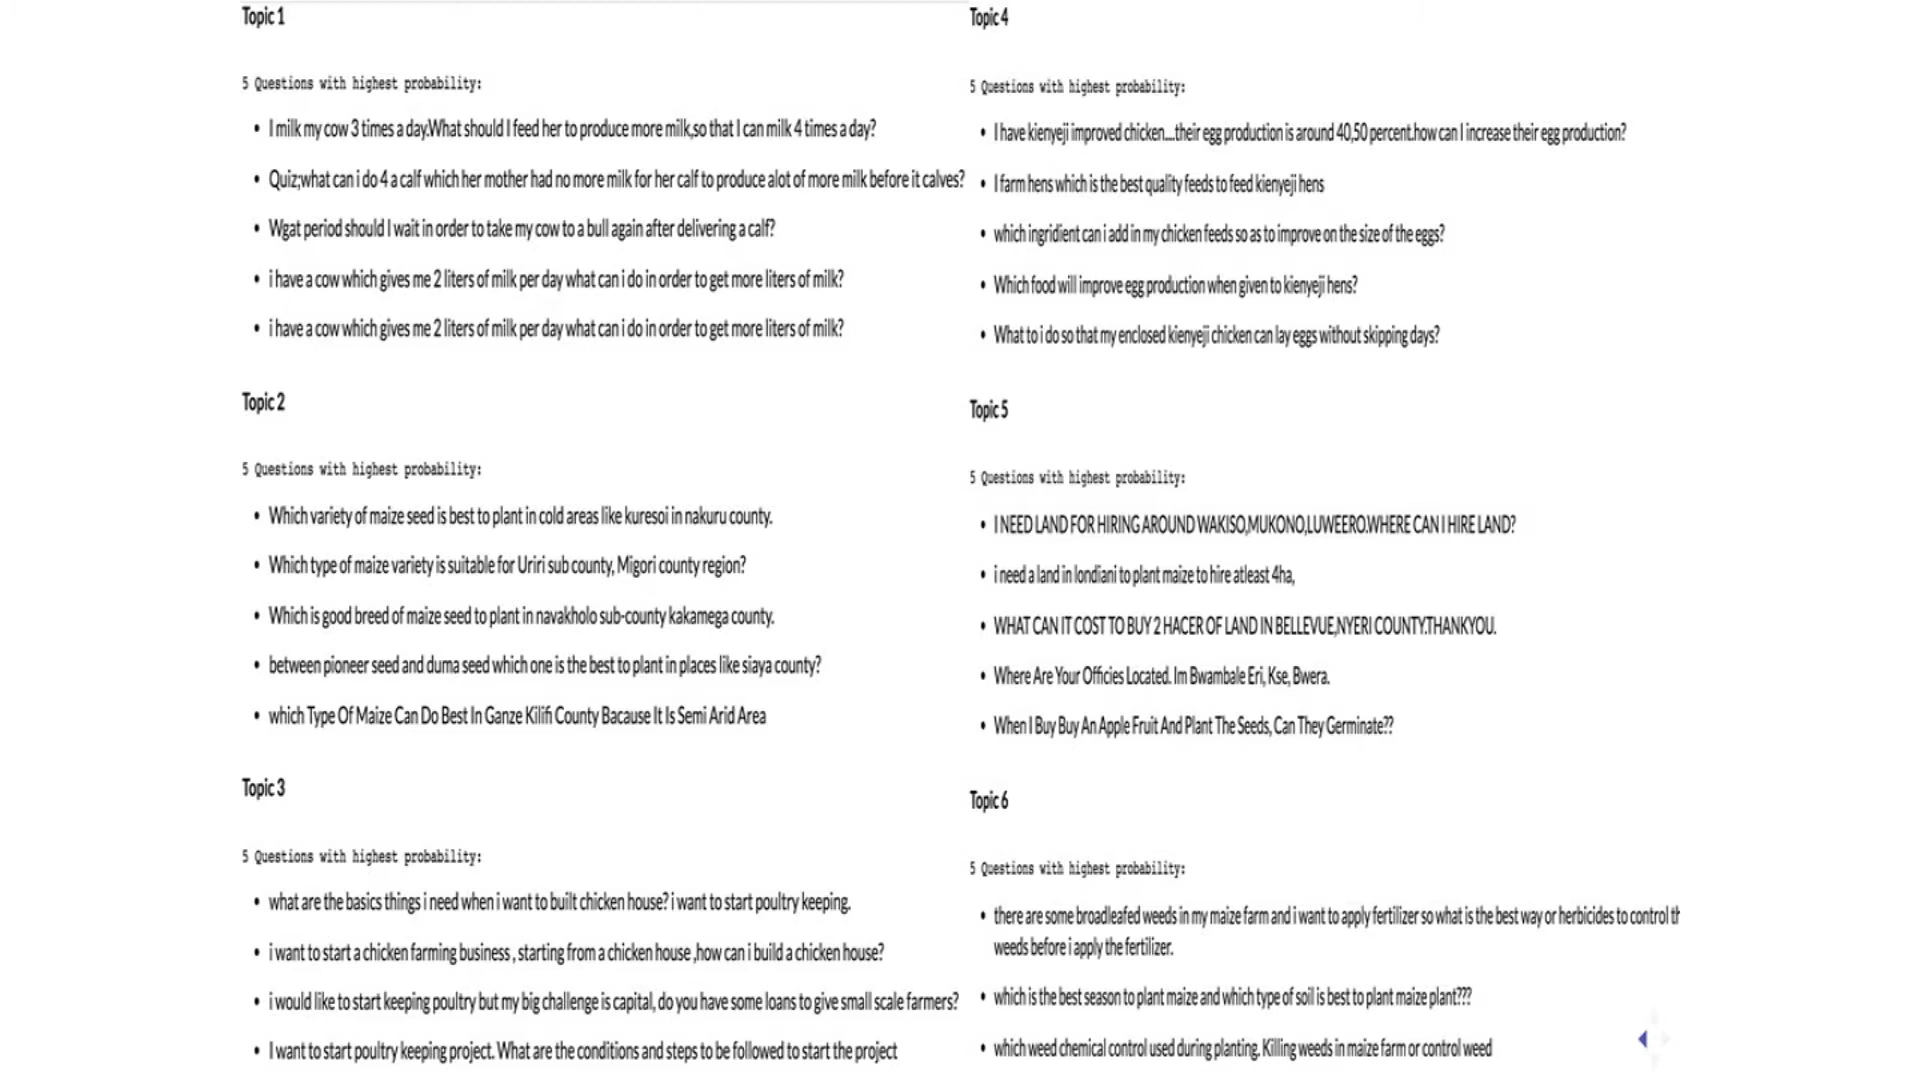 Topic 1
5 Questions with highest probability:
• I milk my cow 3 times a day.What should I feed her to produce more milk,so that I can milk 4 times a day?
• Quiz;what can i do 4 a calf which her mother had no more milk for her calf to produce alot of more milk before it calves?
• Wgat period should I wait in order to take my cow to a bull again after delivering a calf?
• i have a cow which gives me 2 liters of milk per day what can i do in order to get more liters of milk?
• i have a cow which gives me 2 liters of milk per day what can i do in order to get more liters of milk?
Topic 2
5 Questions with highest probability:
• Which variety of maize seed is best to plant in cold areas like kuresoi in nakuru county.
• Which type of maize variety is suitable for Uriri sub county, Migori county region?
• Which is good breed of maize seed to plant in navakholo sub-county kakamega county.
• between pioneer seed and duma seed which one is the best to plant in places like siaya county?
• which Type Of Maize Can Do Best In Ganze Kilifi County Bacause It Is Semi Arid Area
Topic 3
5 Questions with highest probability:
• what are the basics things i need when i want to built chicken house? i want to start poultry keeping.
• i want to start a chicken farming business , starting from a chicken house ,how can i build a chicken house?
• i would like to start keeping poultry but my big challenge is capital, do you have some loans to give small scale farmers?
• I want to start poultry keeping project. What are the conditions and steps to be followed to start the project
Topic 4
5 Questions with highest probability:
• I have kienyeji improved chicken....their egg production is around 40,50 percent.how can I increase their egg production?
• I farm hens which is the best quality feeds to feed kienyeji hens
• which ingridient can i add in my chicken feeds so as to improve on the size of the eggs?
• Which food will improve egg production when given to kienyeji hens?
• What to i do so that my enclosed kienyeji chicken can lay eggs without skipping days?
Topic 5
5 Questions with highest probability:
• I NEED LAND FOR HIRING AROUND WAKISO,MUKONO,LUWEERO.WHERE CAN I HIRE LAND?
• i need a land in londiani to plant maize to hire atleast 4ha,
• WHAT CAN IT COST TO BUY 2 HACER OF LAND IN BELLEVUE,NYERI COUNTY.THANKYOU.
• Where Are Your Officies Located. Im Bwambale Eri, Kse, Bwera.
• When I Buy Buy An Apple Fruit And Plant The Seeds, Can They Germinate??
Topic 6
5 Questions with highest probability:
• there are some broadleafed weeds in my maize farm and i want to apply fertilizer so what is the best way or herbicides to control th
weeds before i apply the fertilizer.
• which is the best season to plant maize and which type of soil is best to plant maize plant???
• which weed chemical control used during planting. Killing weeds in maize farm or control weed